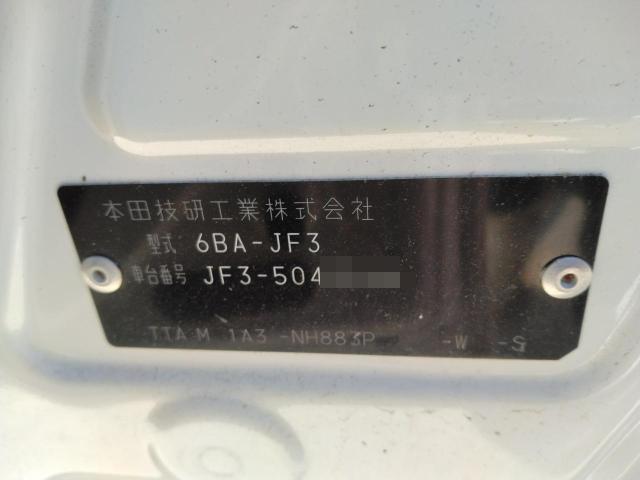 本田技研工業株式会社
型式 6BA-JF3
車台番号 JF3-504
TTA M 1A3 -NH883P -W -S